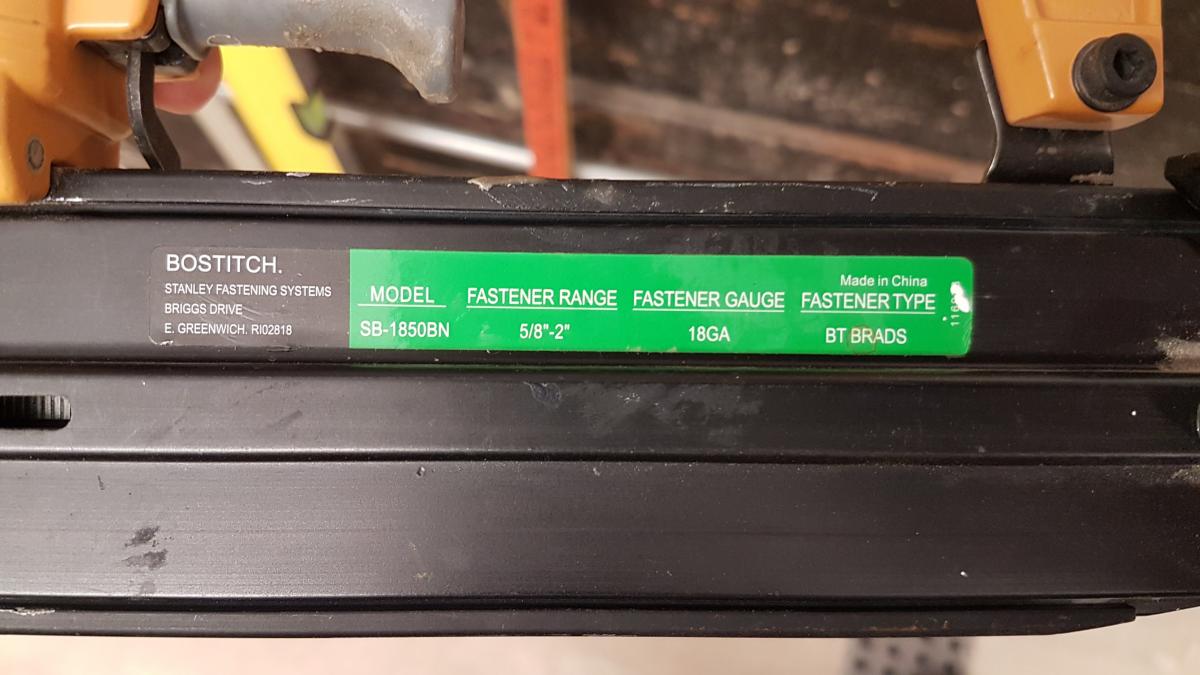 BOSTITCH.
STANLEY FASTENING SYSTEMS
BRIGGS DRIVE
E. GREENWICH. RI02818
Made in China
MODEL FASTENER RANGE FASTENER GAUGE FASTENER TYPE
SB-1850BN 5/8"-2" 18GA BT BRADS